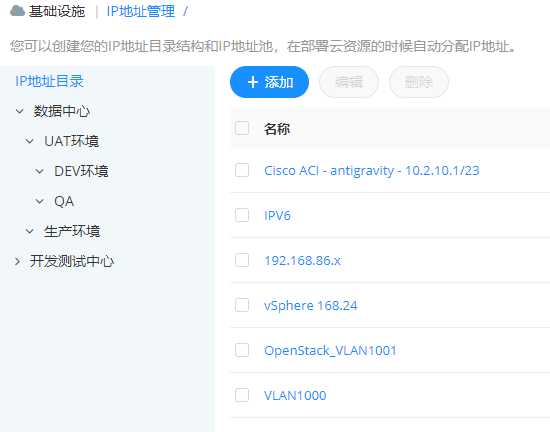 基础设施 | IP地址管理 /
您可以创建您的IP地址目录结构和IP地址池，在部署云资源的时候自动分配IP地址。
IP地址目录
数据中心
UAT环境
DEV环境
QA
生产环境
开发测试中心
+ 添加 编辑 删除
名称
Cisco ACI - antigravity - 10.2.10.1/23
IPV6
192.168.86.x
vSphere 168.24
OpenStack_VLAN1001
VLAN1000